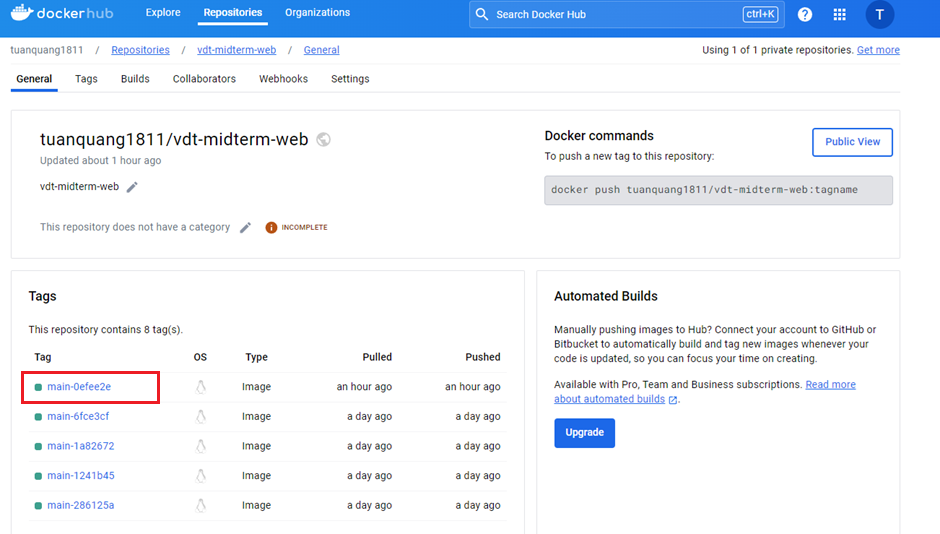 dockerhub Explore Repositories Organizations Search Docker Hub ctrl+K ? T
tuanquang1811 / Repositories / vdt-midterm-web / General Using 1 of 1 private repositories. Get more
General Tags Builds Collaborators Webhooks Settings
tuanquang1811/vdt-midterm-web
Updated about 1 hour ago
vdt-midterm-web
This repository does not have a category INCOMPLETE
Docker commands
Public View
To push a new tag to this repository:
docker push tuanquang1811/vdt-midterm-web:tagname
Tags
This repository contains 8 tag(s).
Tag OS Type Pulled Pushed
main-0efee2e Image an hour ago an hour ago
main-6fce3cf Image a day ago a day ago
main-1a82672 Image a day ago a day ago
main-1241b45 Image a day ago a day ago
main-286125a Image a day ago a day ago
Automated Builds
Manually pushing images to Hub? Connect your account to GitHub or
Bitbucket to automatically build and tag new images whenever your
code is updated, so you can focus your time on creating.
Available with Pro, Team and Business subscriptions. Read more
about automated builds.
Upgrade